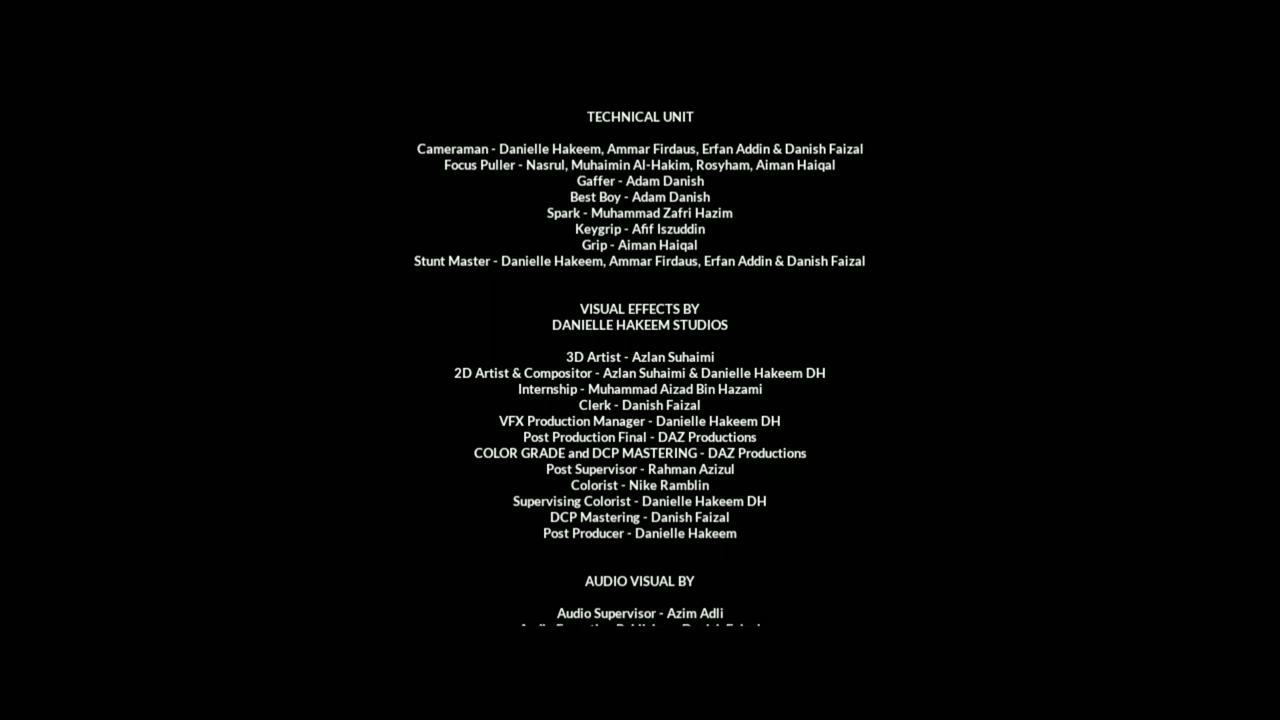 TECHNICAL UNIT
Cameraman - Danielle Hakeem, Ammar Firdaus, Erfan Addin & Danish Faizal
Focus Puller - Nasrul, Muhaimin Al-Hakim, Rosyham, Aiman Haiqal
Gaffer - Adam Danish
Best Boy - Adam Danish
Spark - Muhammad Zafri Hazim
Keygrip - Afif Iszuddin
Grip - Aiman Haiqal
Stunt Master - Danielle Hakeem, Ammar Firdaus, Erfan Addin & Danish Faizal
VISUAL EFFECTS BY
DANIELLE HAKEEM STUDIOS
3D Artist - Azlan Suhaimi
2D Artist & Compositor - Azlan Suhaimi & Danielle Hakeem DH
Internship - Muhammad Aizad Bin Hazami
Clerk - Danish Faizal
VFX Production Manager - Danielle Hakeem DH
Post Production Final - DAZ Productions
COLOR GRADE and DCP MASTERING - DAZ Productions
Post Supervisor - Rahman Azizul
Colorist - Nike Ramblin
Supervising Colorist - Danielle Hakeem DH
DCP Mastering - Danish Faizal
Post Producer - Danielle Hakeem
AUDIO VISUAL BY
Audio Supervisor - Azim Adli